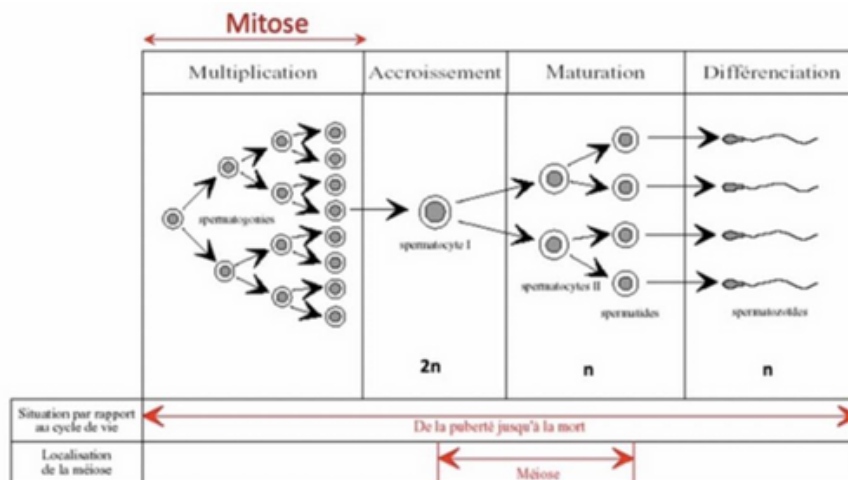 Mitose
Multiplication
Accroissement
Maturation
Différenciation
spermatogonies
spermatocyte I
spermatocytes II
spermatides
spermatozoïdes
2n
n
n
Situation par rapport
au cycle de vie
De la puberté jusqu'à la mort
Localisation
de la méiose
Méiose